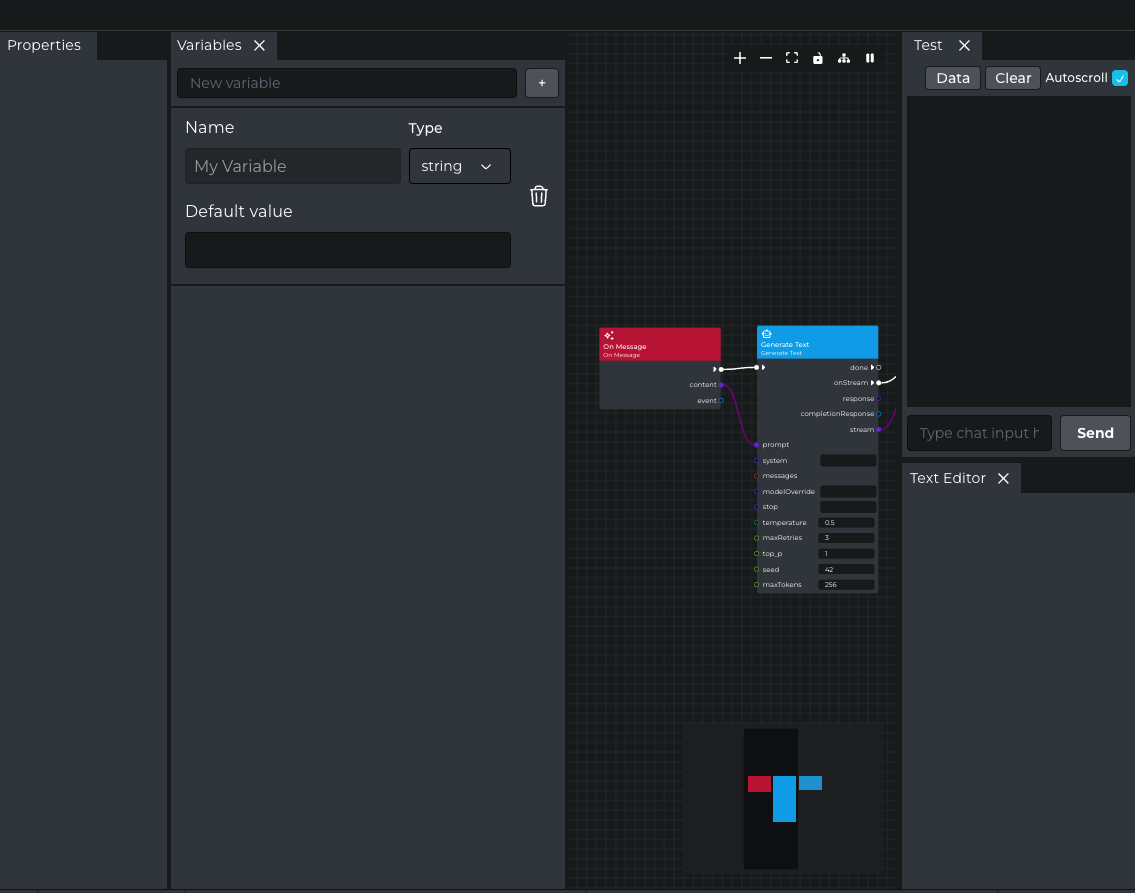 Properties
Variables
New variable
+
Name
Type
My Variable
string
Default value
On Message
On Message
content
event
Generate Text
Generate Text
done
onStream
response
completionResponse
stream
prompt
system
messages
modelOverride
stop
temperature 0.5
maxRetries 3
top_p 1
seed 42
maxTokens 256
Test
Data Clear Autoscroll
Type chat input h
Send
Text Editor